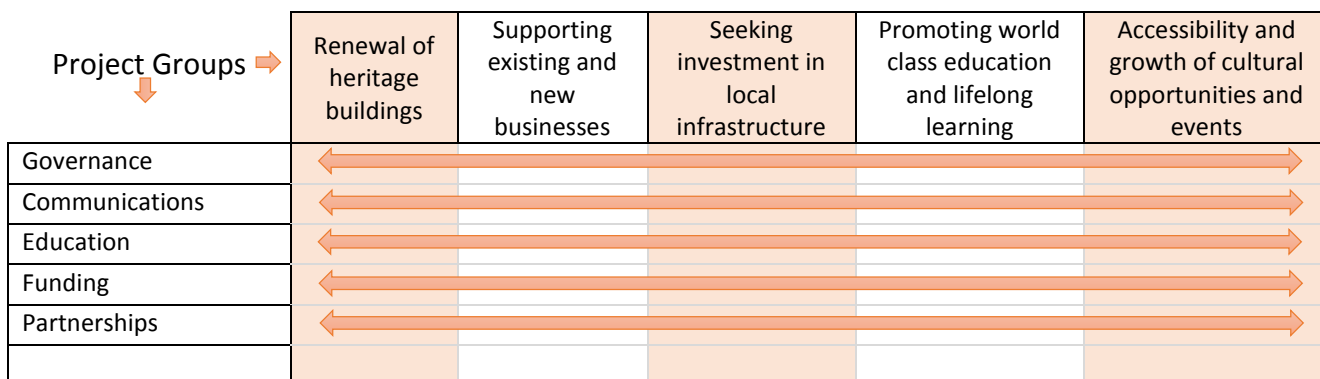 Project Groups
Renewal of
heritage
buildings
Supporting
existing and
new
businesses
Seeking
investment in
local
infrastructure
Promoting world
class education
and lifelong
learning
Accessibility and
growth of cultural
opportunities and
events
Governance
Communications
Education
Funding
Partnerships